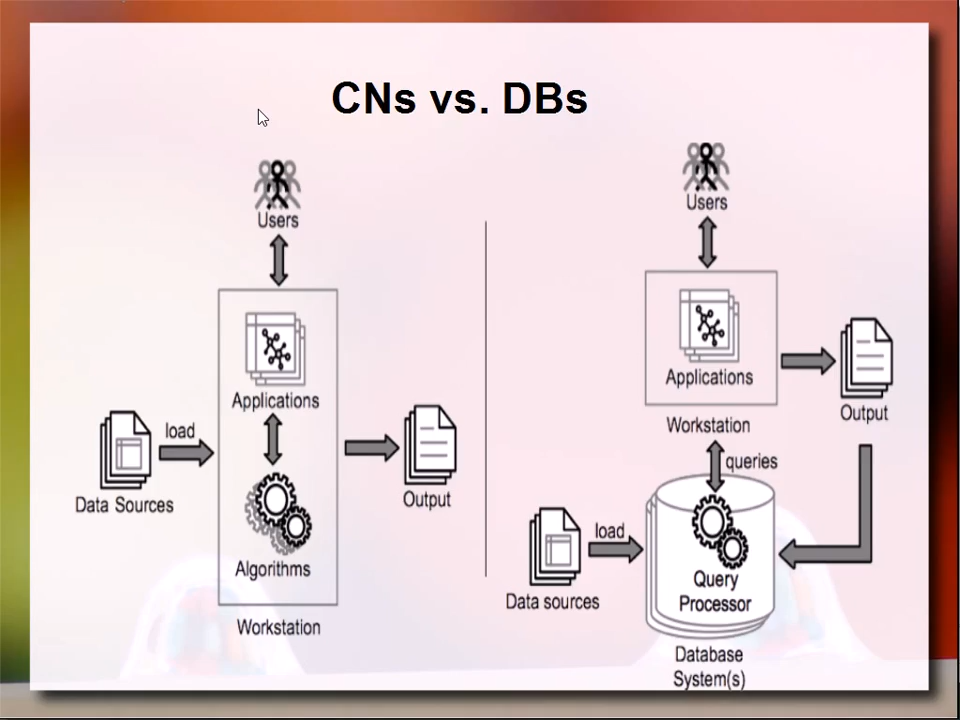 CNs vs. DBs
Users
Applications
load
Data Sources
Output
Algorithms
Workstation
Users
Applications
Output
Workstation
queries
load
Data sources
Query
Processor
Database
System(s)